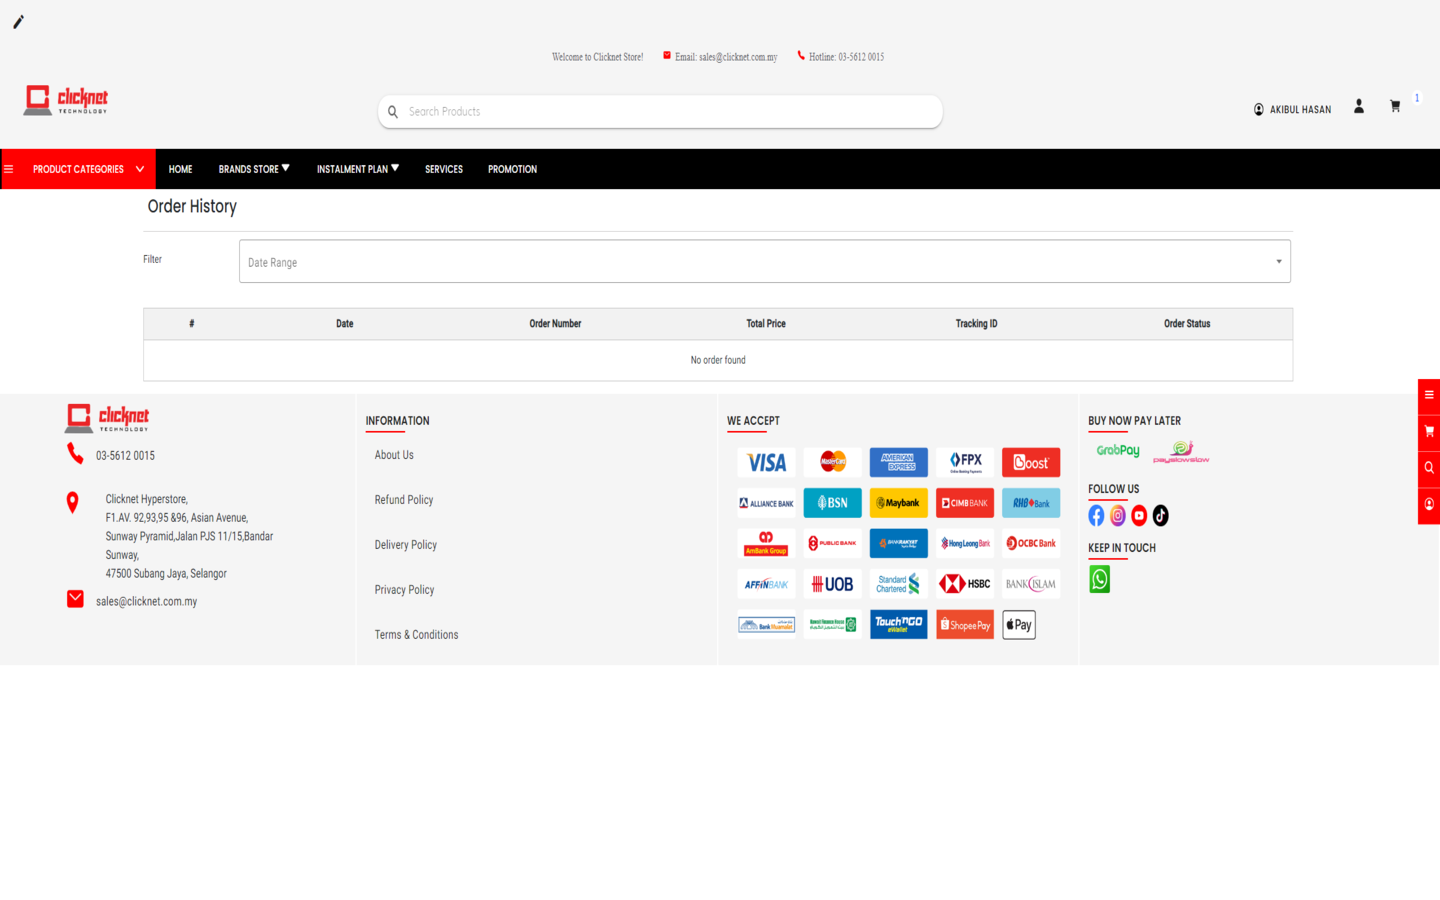 Welcome to Clicknet Store!
Email: sales@clicknet.com.my
Hotline: 03-5612 0015
clicknet
TECHNOLOGY
Search Products
AKIBUL HASAN
1
PRODUCT CATEGORIES
HOME
BRANDS STORE
INSTALMENT PLAN
SERVICES
PROMOTION
Order History
Filter
Date Range
# Date Order Number Total Price Tracking ID Order Status
No order found
clicknet
TECHNOLOGY
03-5612 0015
Clicknet Hyperstore,
F1.AV. 92,93,95 &96, Asian Avenue,
Sunway Pyramid,Jalan PJS 11/15,Bandar
Sunway,
47500 Subang Jaya, Selangor
sales@clicknet.com.my
INFORMATION
About Us
Refund Policy
Delivery Policy
Privacy Policy
Terms & Conditions
WE ACCEPT
VISA
MasterCard
AMERICAN
EXPRESS
FPX
Boost
ALLIANCE BANK
BSN
Maybank
CIMB BANK
RHB Bank
AmBank Group
PUBLIC BANK
BANK RAKYAT
Hong Leong Bank
OCBC Bank
AFFIN BANK
UOB
Standard
Chartered
HSBC
BANK ISLAM
Bank Muamalat
Kuwait Finance House
Touch'nGO
eWallet
ShopeePay
Pay
BUY NOW PAY LATER
GrabPay
payslowslow
FOLLOW US
KEEP IN TOUCH